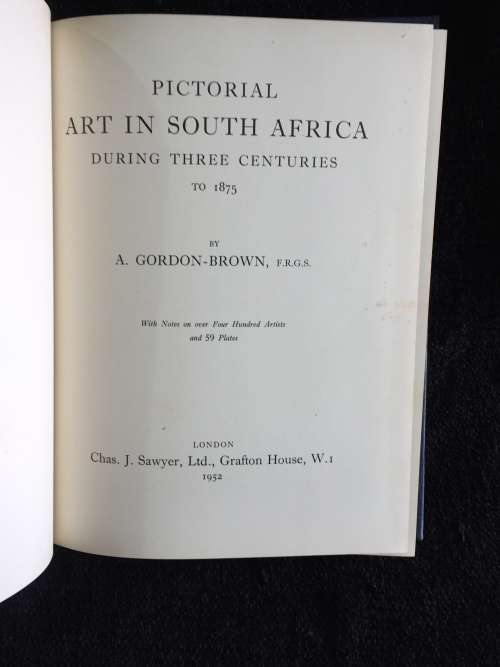 PICTORIAL
ART IN SOUTH AFRICA
DURING THREE CENTURIES
TO 1875
BY
A. GORDON-BROWN, F.R.G.S.
With Notes on over Four Hundred Artists
and 59 Plates
LONDON
Chas. J. Sawyer, Ltd., Grafton House, W.1
1952